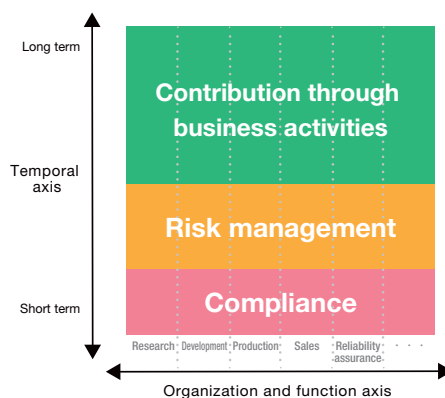 Long term
Contribution through
business activities
Temporal
axis
Risk management
Short term
Compliance
Research Development Production Sales Reliability assurance · · ·
Organization and function axis